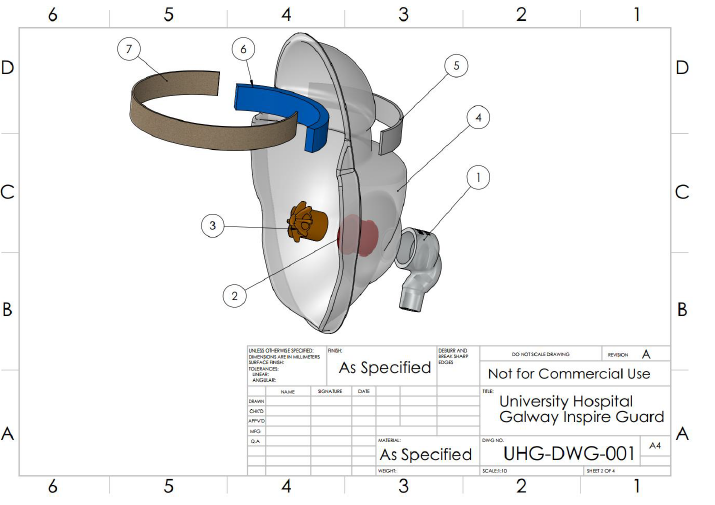 6 5 4 3 2 1
D D
7 6 5
4
C C
1
3
2
B B
UNLESS OTHERWISE SPECIFIED:
DIMENSIONS ARE IN MILLIMETERS
SURFACE FINISH:
TOLERANCES:
LINEAR:
ANGULAR:
FINISH:
As Specified
DEBURR AND
BREAK SHARP
EDGES
DO NOT SCALE DRAWING
REVISION A
Not for Commercial Use
NAME SIGNATURE DATE
DRAWN
CHK'D
APPV'D
MFG
Q.A
TITLE:
University Hospital
Galway Inspire Guard
A A
MATERIAL:
As Specified
DWG NO.
UHG-DWG-001
A4
WEIGHT:
SCALE:1:10
SHEET 2 OF 4
6 5 4 3 2 1